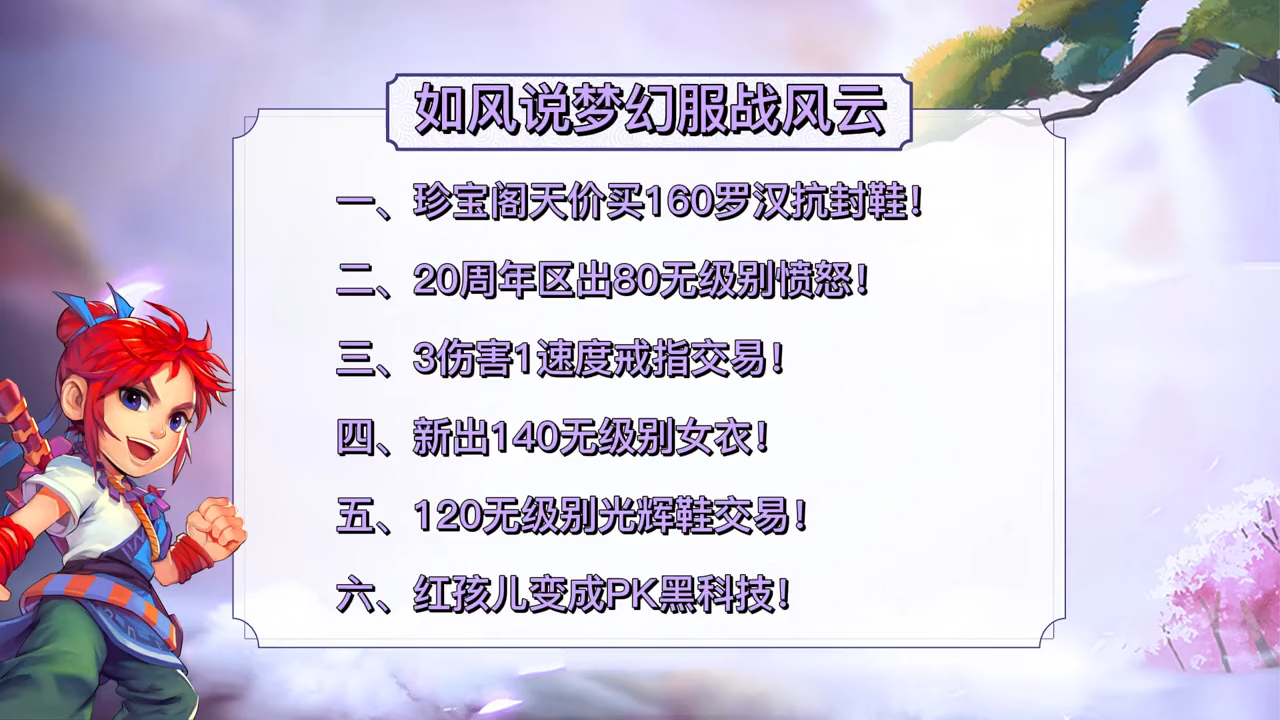 如风说梦幻服战风云
一、珍宝阁天价买160罗汉抗封鞋!
二、20周年区出80无级别愤怒!
三、3伤害1速度戒指交易!
四、新出140无级别女衣!
五、120无级别光辉鞋交易!
六、红孩儿变成PK黑科技!